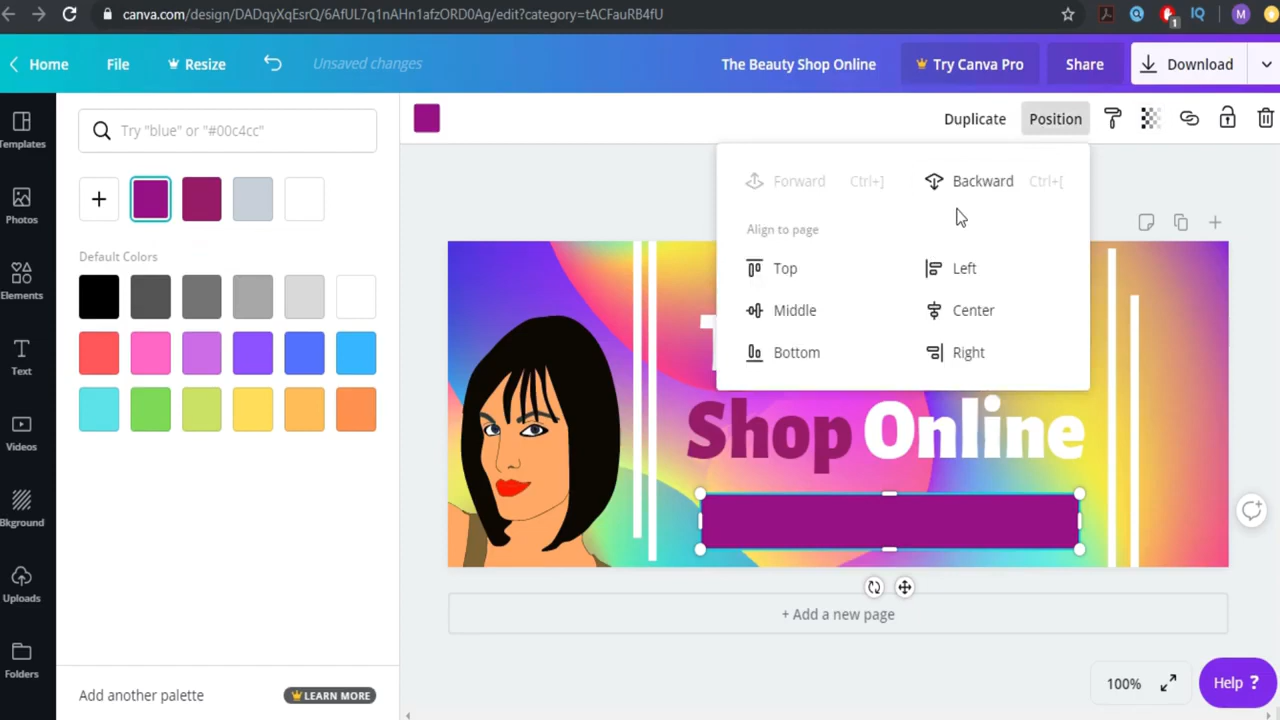 canva.com/design/DADqyXqEsrQ/6AfUL7q1nAHn1afzORD0Ag/edit?category=tACFauRB4fU
1
IQ
M
Home
File
Resize
Unsaved changes
The Beauty Shop Online
Try Canva Pro
Share
Download
Templates
Photos
Elements
Text
Videos
Bkground
Uploads
Folders
Try "blue" or "#00c4cc"
Default Colors
Add another palette
LEARN MORE
Duplicate
Position
Forward Ctrl+]
Backward Ctrl+[
Align to page
Top
Left
Middle
Center
Bottom
Right
Shop Online
+ Add a new page
100%
Help ?